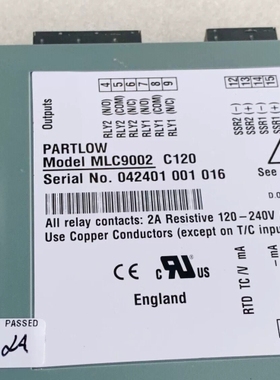 Outputs
4 RLY2 (N/O)
5 RLY2 (COM)
6 RLY2 (N/C)
7 RLY1 (N/O)
8 RLY1 (COM)
9 RLY1 (N/C)
12 SSR2 (-)
13 SSR2 (+)
14 SSR1 (-)
15 SSR1 (+)
PARTLOW
Model MLC9002 C120
Serial No. 042401 001 016
See
D.O
All relay contacts: 2A Resistive 120-240V
Use Copper Conductors (except on T/C input
CE C RU US
England
PASSED
RTD
TC/V
mA
V
mA